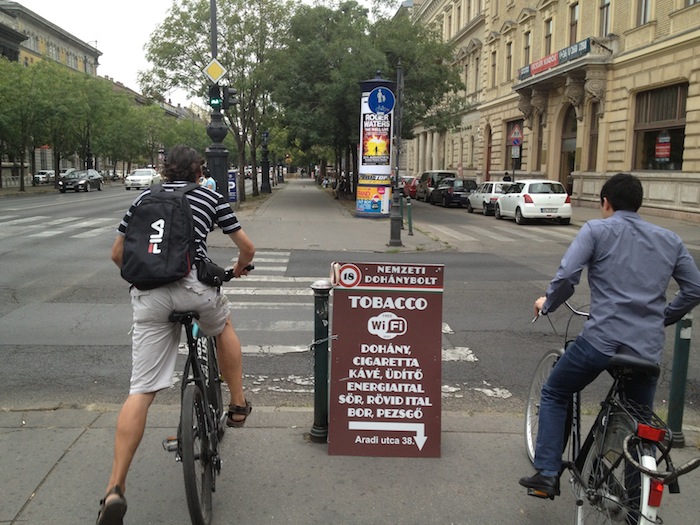 ROGER
WATERS
FILA
18
NEMZETI
DOHÁNYBOLT
TOBACCO
FREE
WiFi
DOHÁNY,
CIGARETTA
KÁVÉ, ÜDÍTŐ
ENERGIAITAL
SÖR, RÖVID ITAL
BOR, PEZSGŐ
Aradi utca 38.